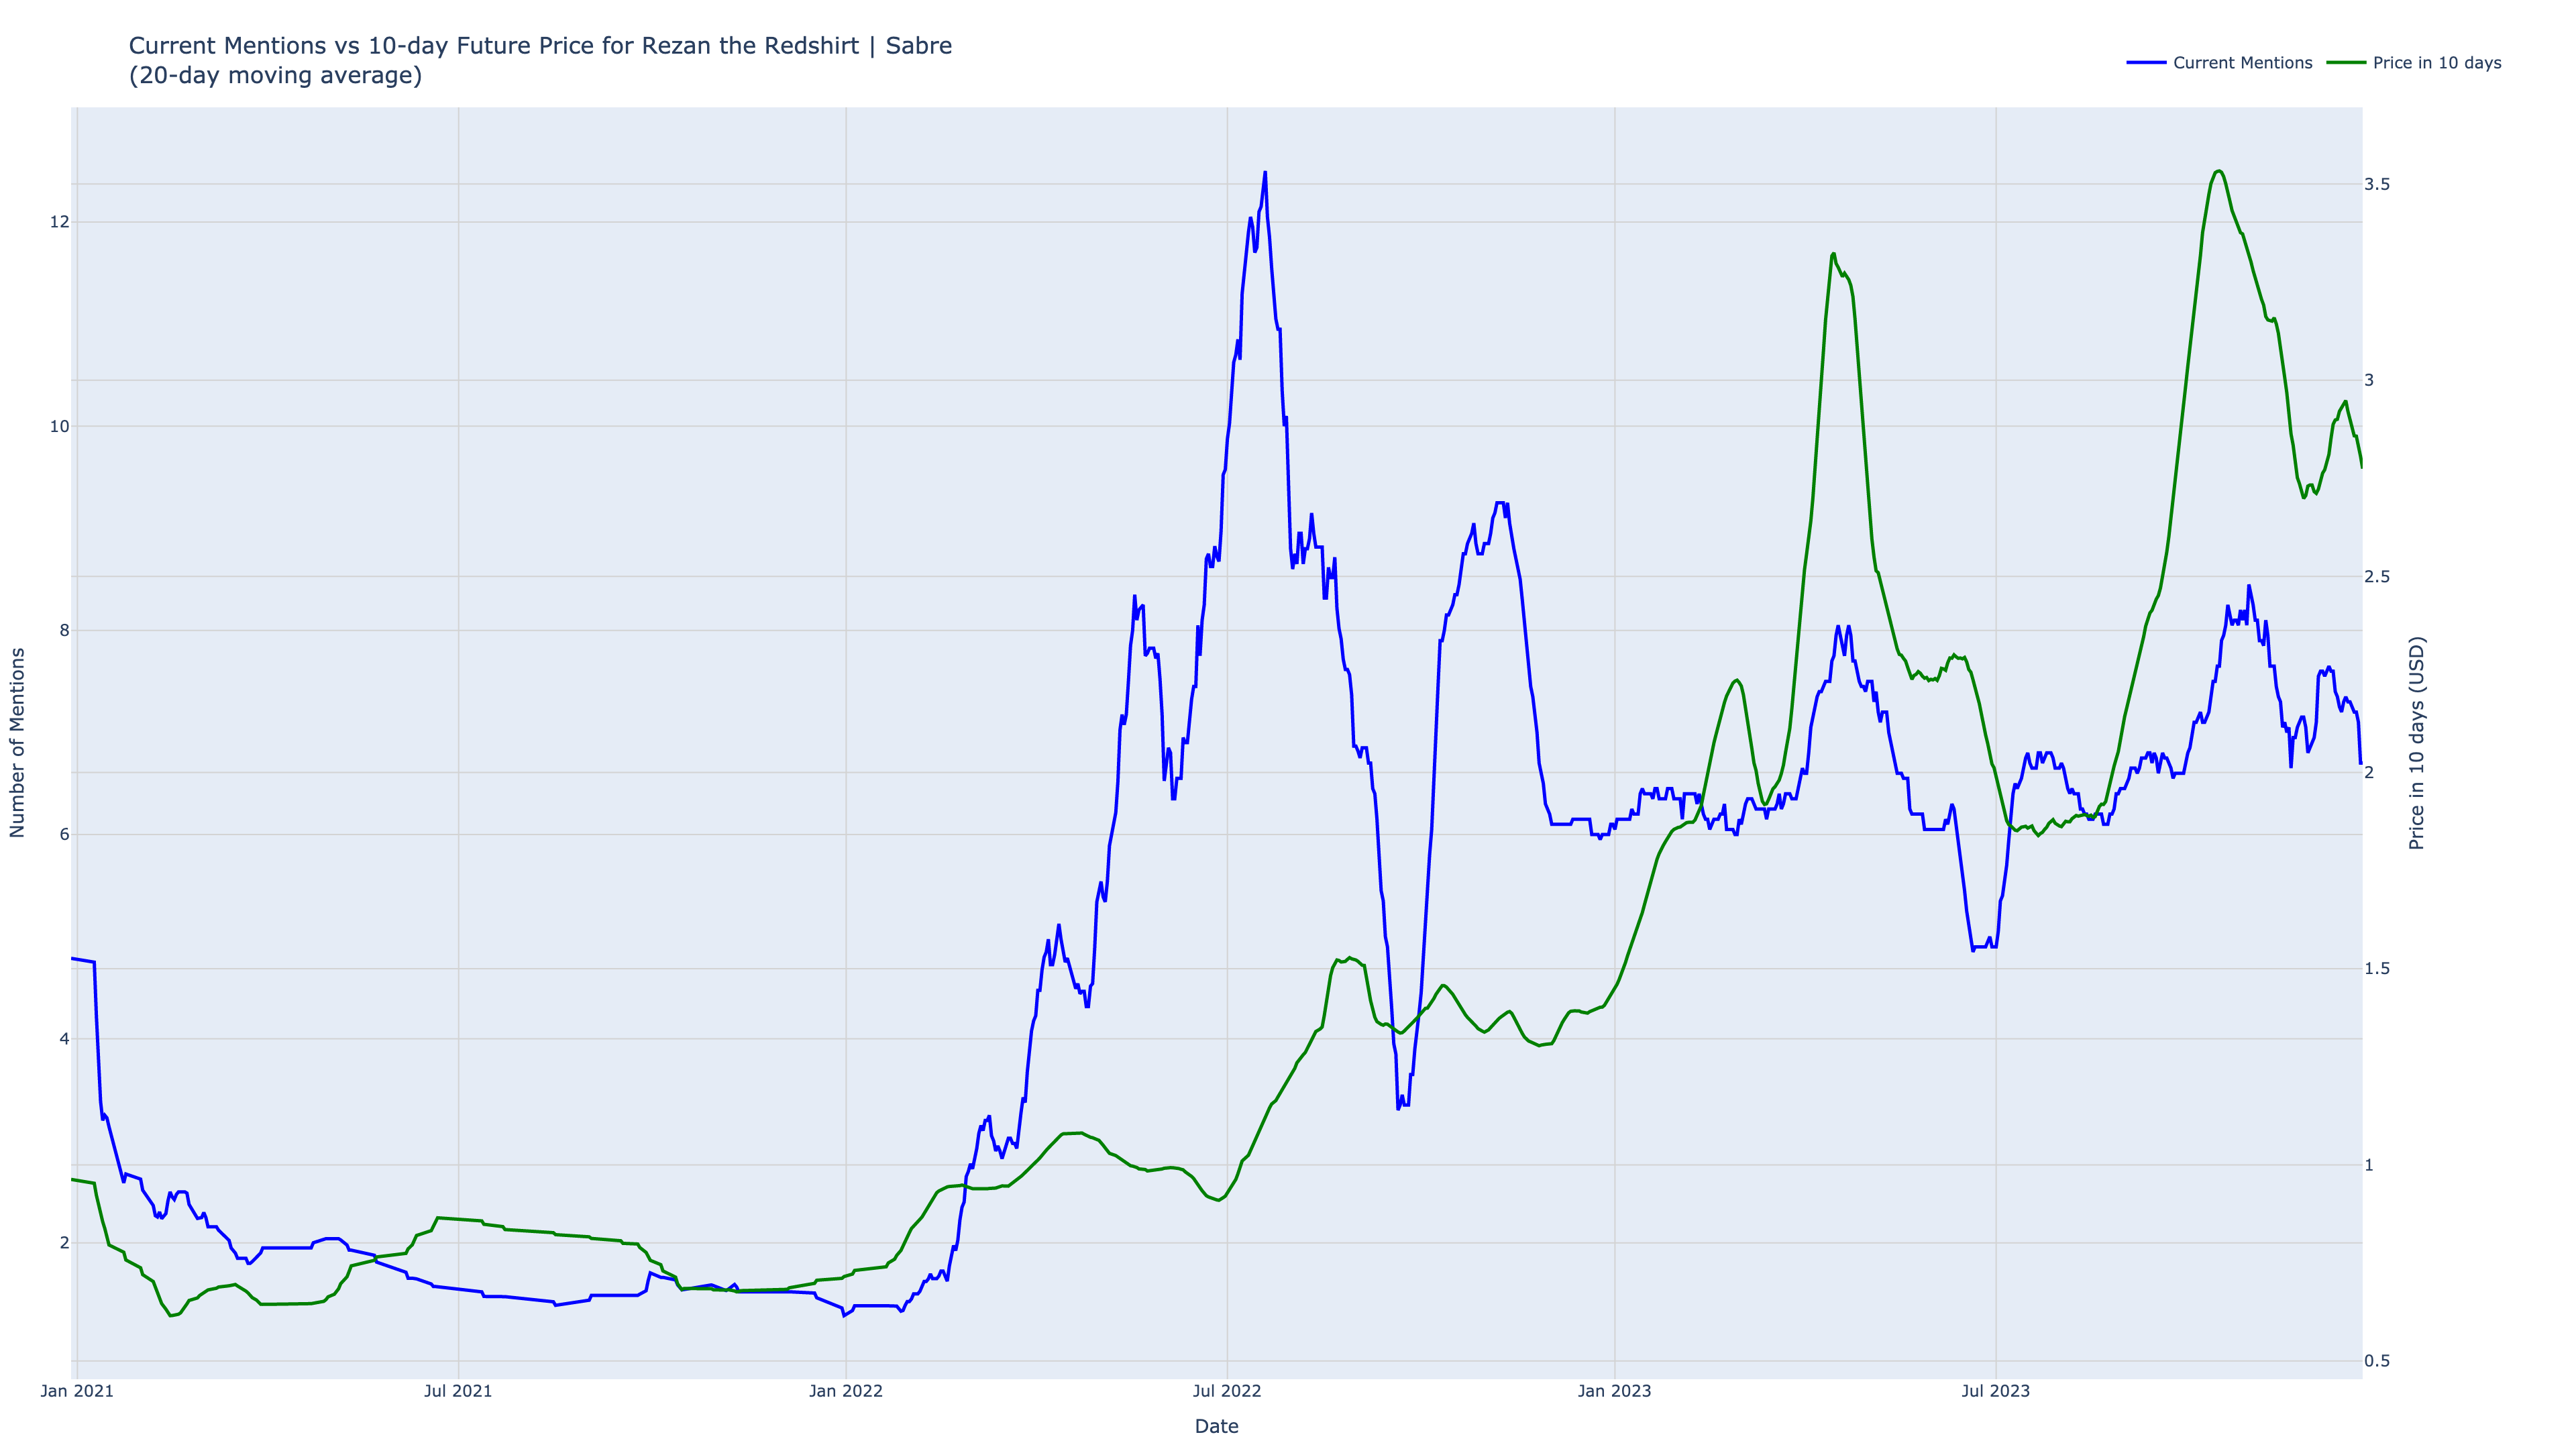 Current Mentions vs 10-day Future Price for Rezan the Redshirt | Sabre
(20-day moving average)
Current Mentions
Price in 10 days
12
10
8
6
4
2
Number of Mentions
3.5
3
2.5
2
1.5
1
0.5
Price in 10 days (USD)
Jan 2021
Jul 2021
Jan 2022
Jul 2022
Jan 2023
Jul 2023
Date